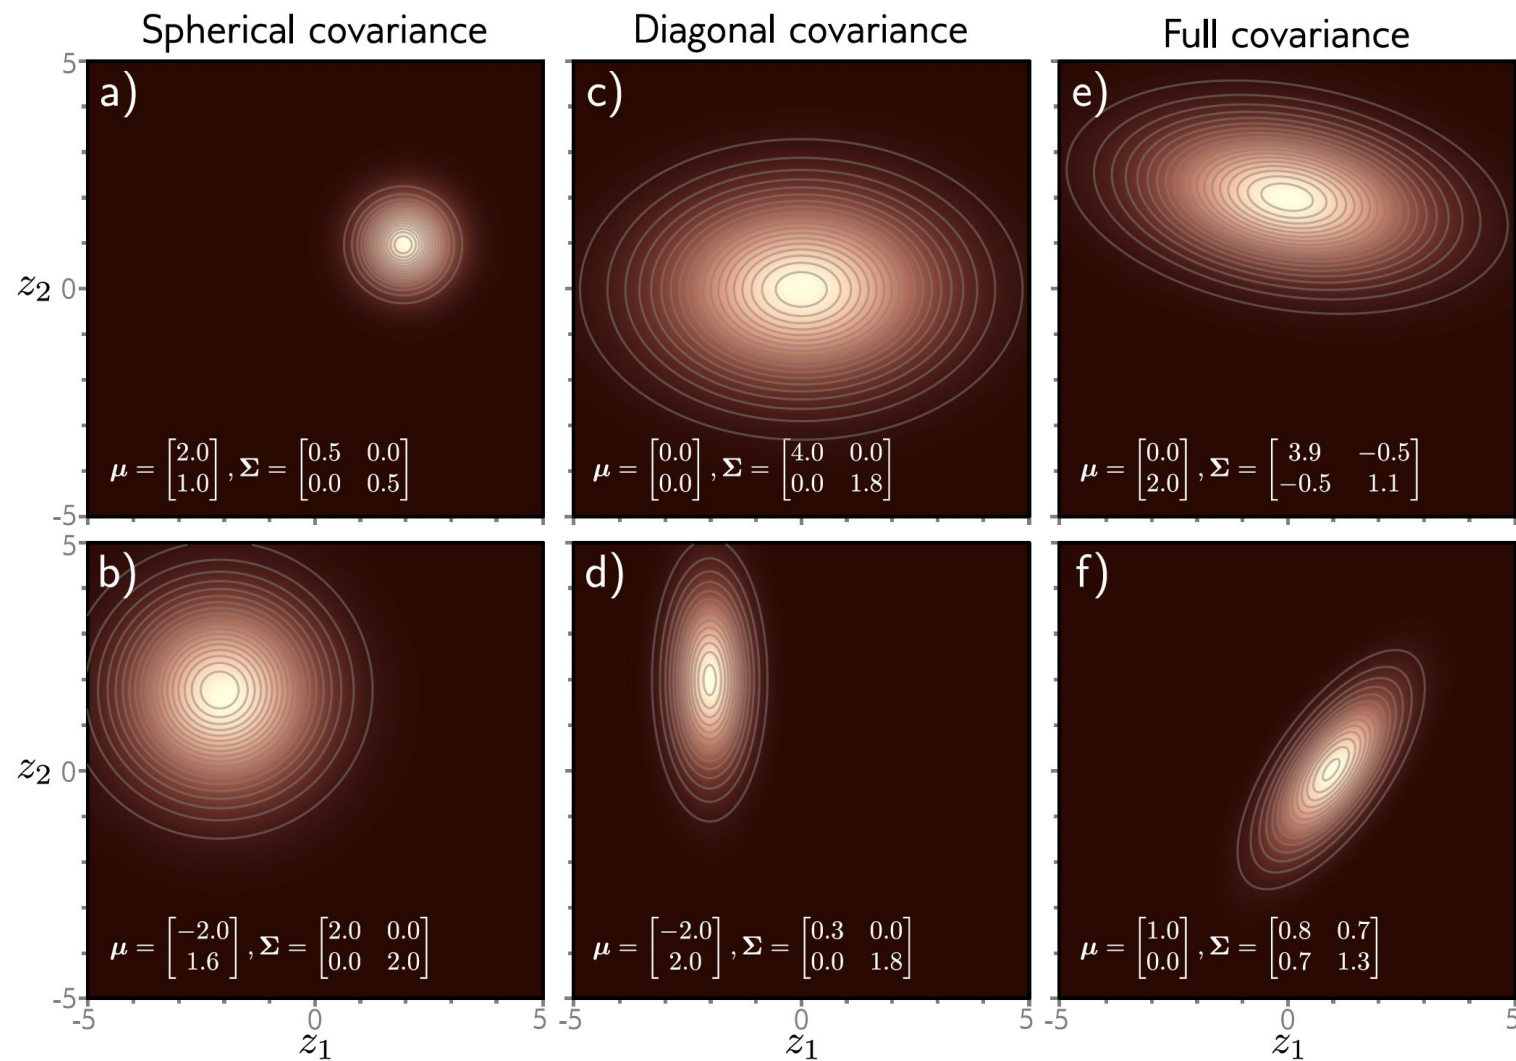 Spherical covariance Diagonal covariance Full covariance
5
a) c) e)
z₂ 0
μ = [2.0 1.0], Σ = [0.5 0.0 0.0 0.5]
μ = [0.0 0.0], Σ = [4.0 0.0 0.0 1.8]
μ = [0.0 2.0], Σ = [3.9 −0.5 −0.5 1.1]
-5
5
b) d) f)
z₂ 0
μ = [−2.0 1.6], Σ = [2.0 0.0 0.0 2.0]
μ = [−2.0 2.0], Σ = [0.3 0.0 0.0 1.8]
μ = [1.0 0.0], Σ = [0.8 0.7 0.7 1.3]
-5
-5 0 5 -5 0 5 -5 0 5
z₁ z₁ z₁